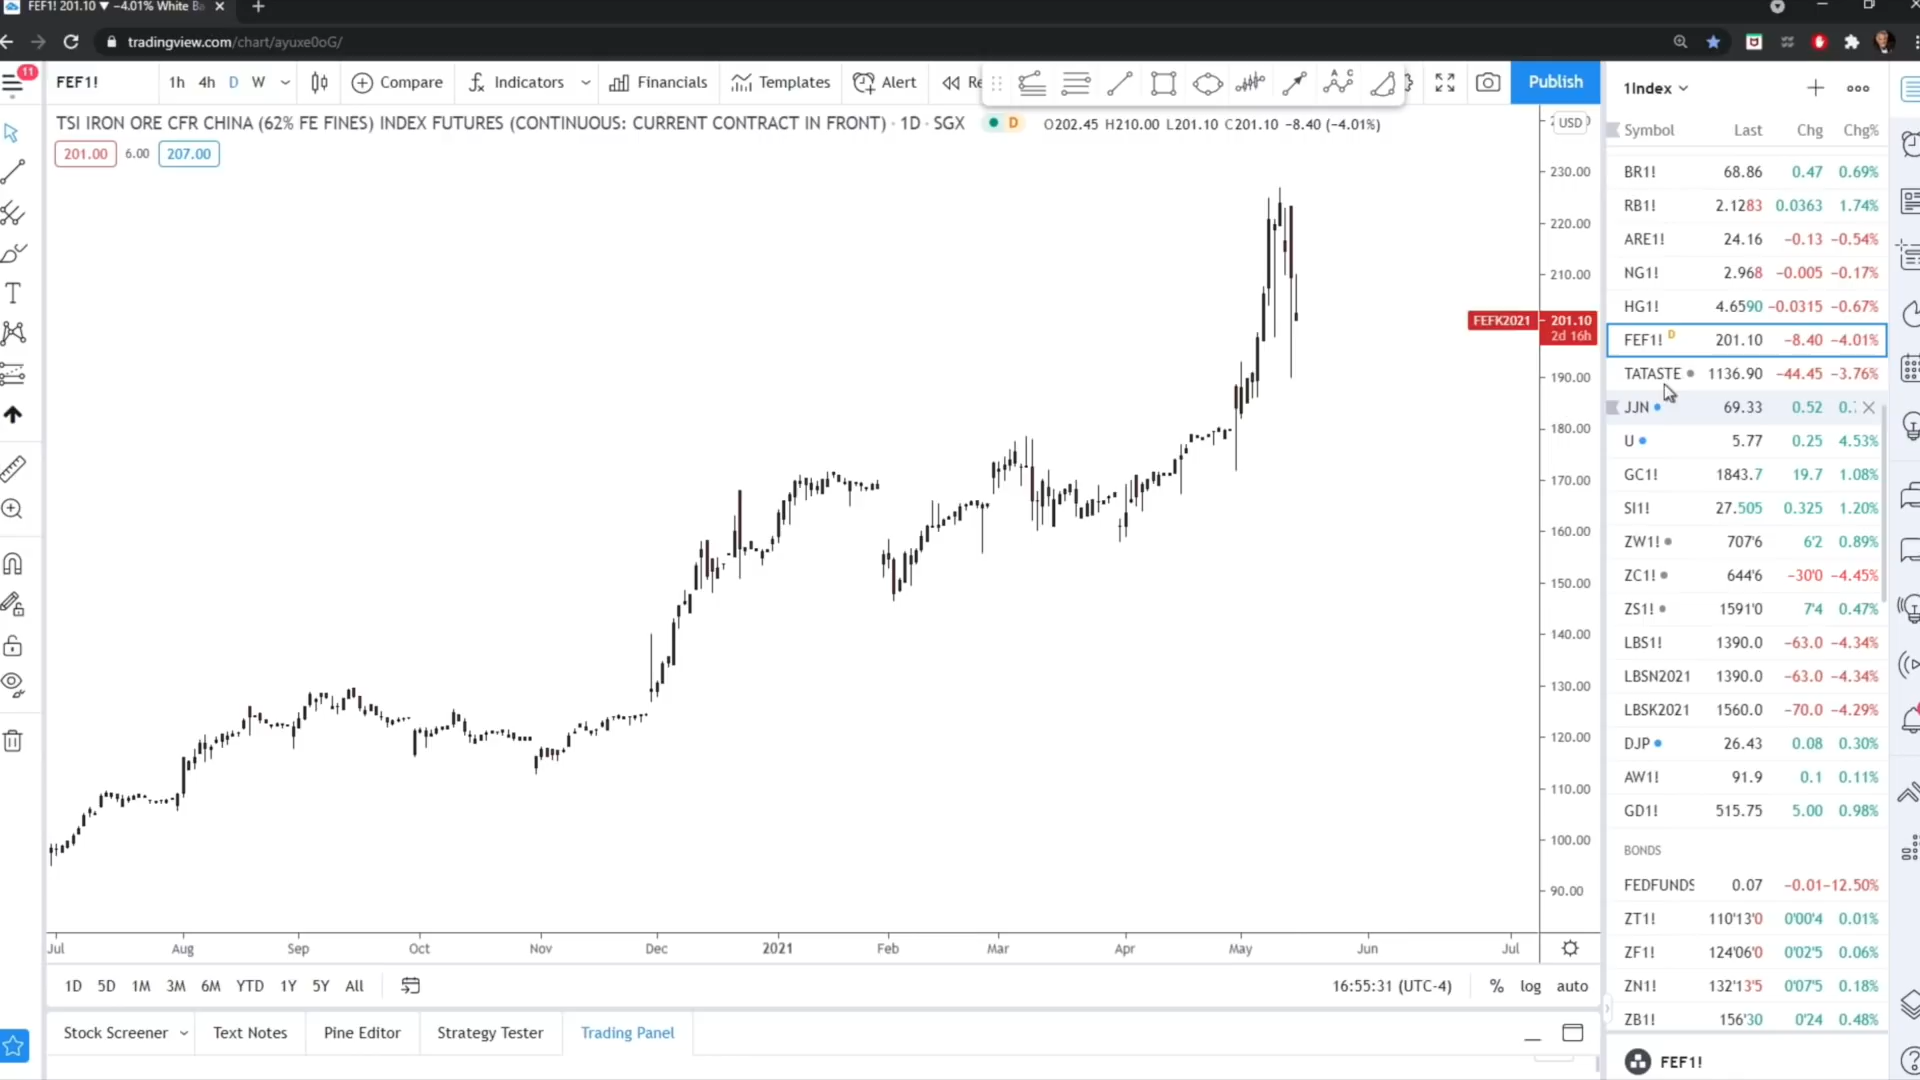 FEF1! 201.10 ▼ −4.01% White Ba
tradingview.com/chart/ayuxe0oG/
11
FEF1! 1h 4h D W Compare Indicators Financials Templates Alert Re Publish
1Index
TSI IRON ORE CFR CHINA (62% FE FINES) INDEX FUTURES (CONTINUOUS: CURRENT CONTRACT IN FRONT) · 1D · SGX D O202.45 H210.00 L201.10 C201.10 −8.40 (−4.01%)
USD
201.00 6.00 207.00
230.00
220.00
210.00
FEFK2021 201.10
2d 16h
190.00
180.00
170.00
160.00
150.00
140.00
130.00
120.00
110.00
100.00
90.00
Jul Aug Sep Oct Nov Dec 2021 Feb Mar Apr May Jun Jul
1D 5D 1M 3M 6M YTD 1Y 5Y All 16:55:31 (UTC-4) % log auto
Stock Screener Text Notes Pine Editor Strategy Tester Trading Panel
Symbol Last Chg Chg%
BR1! 68.86 0.47 0.69%
RB1! 2.1283 0.0363 1.74%
ARE1! 24.16 −0.13 −0.54%
NG1! 2.968 −0.005 −0.17%
HG1! 4.6590 −0.0315 −0.67%
FEF1! D 201.10 −8.40 −4.01%
TATASTE 1136.90 −44.45 −3.76%
JJN 69.33 0.52
U 5.77 0.25 4.53%
GC1! 1843.7 19.7 1.08%
SI1! 27.505 0.325 1.20%
ZW1! 707'6 6'2 0.89%
ZC1! 644'6 −30'0 −4.45%
ZS1! 1591'0 7'4 0.47%
LBS1! 1390.0 −63.0 −4.34%
LBSN2021 1390.0 −63.0 −4.34%
LBSK2021 1560.0 −70.0 −4.29%
DJP 26.43 0.08 0.30%
AW1! 91.9 0.1 0.11%
GD1! 515.75 5.00 0.98%
BONDS
FEDFUNDS 0.07 −0.01 −12.50%
ZT1! 110'13'0 0'00'4 0.01%
ZF1! 124'06'0 0'02'5 0.06%
ZN1! 132'13'5 0'07'5 0.18%
ZB1! 156'30 0'24 0.48%
FEF1!